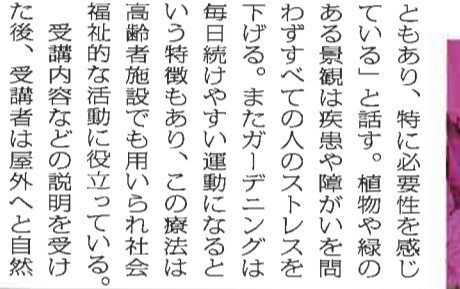 ともあり、特に必要性を感じ
ている」と話す。植物や緑の
ある景観は疾患や障がいを問
わずすべての人のストレスを
下げる。またガーデニングは
毎日続けやすい運動になると
いう特徴もあり、この療法は
高齢者施設でも用いられ社会
福祉的な活動に役立っている。
　受講内容などの説明を受け
た後、受講者は屋外へと自然